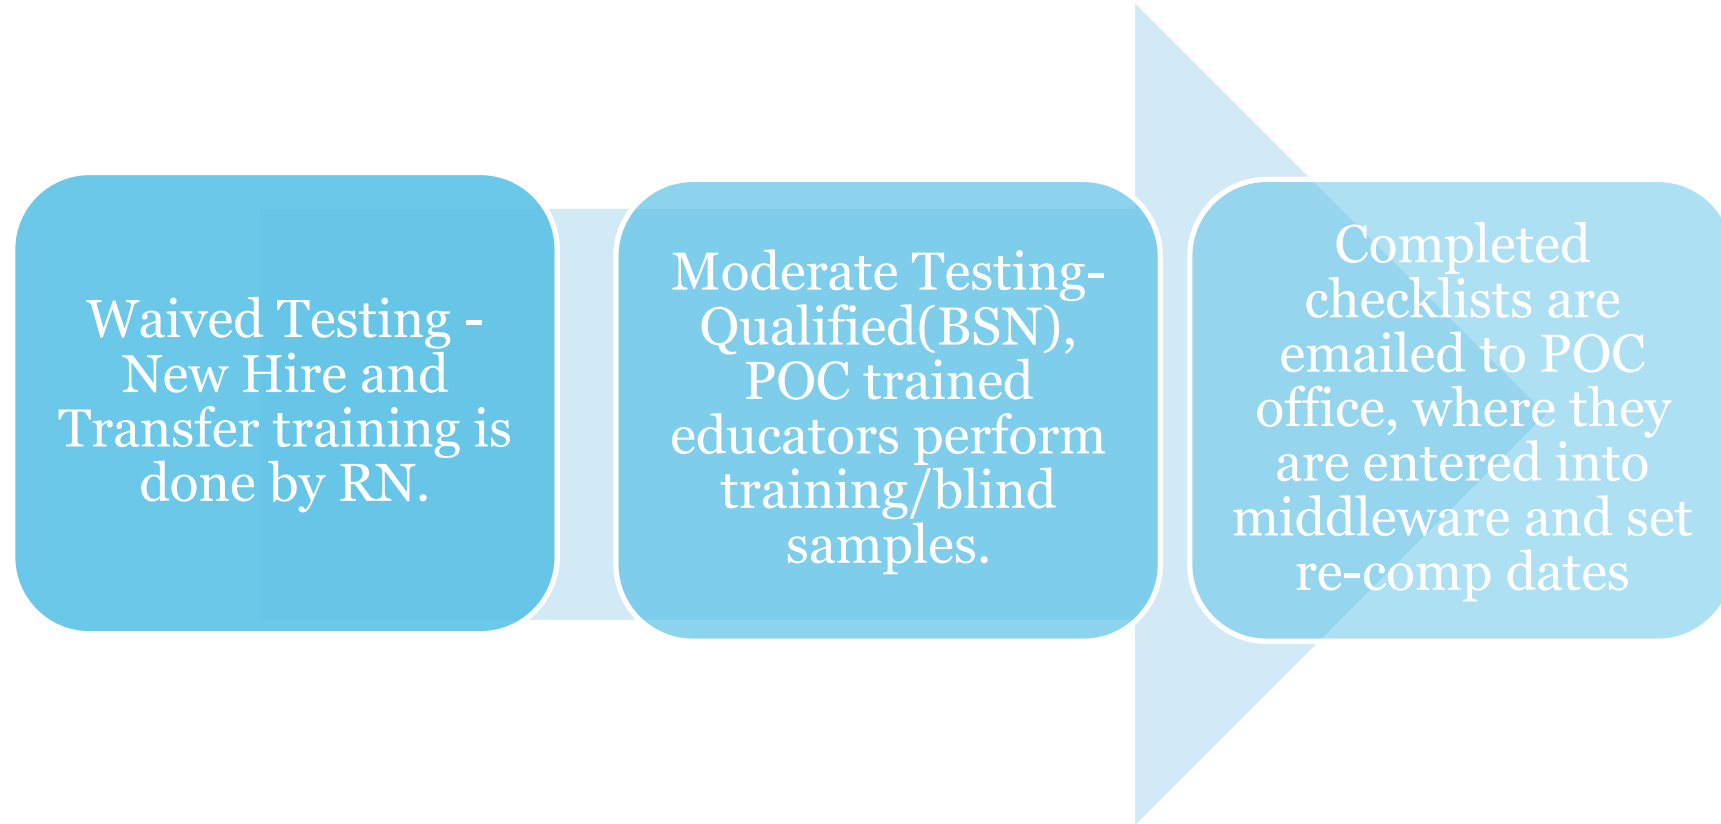 Waived Testing -
New Hire and
Transfer training is
done by RN.
Moderate Testing-
Qualified(BSN),
POC trained
educators perform
training/blind
samples.
Completed
checklists are
emailed to POC
office, where they
are entered into
middleware and set
re-comp dates